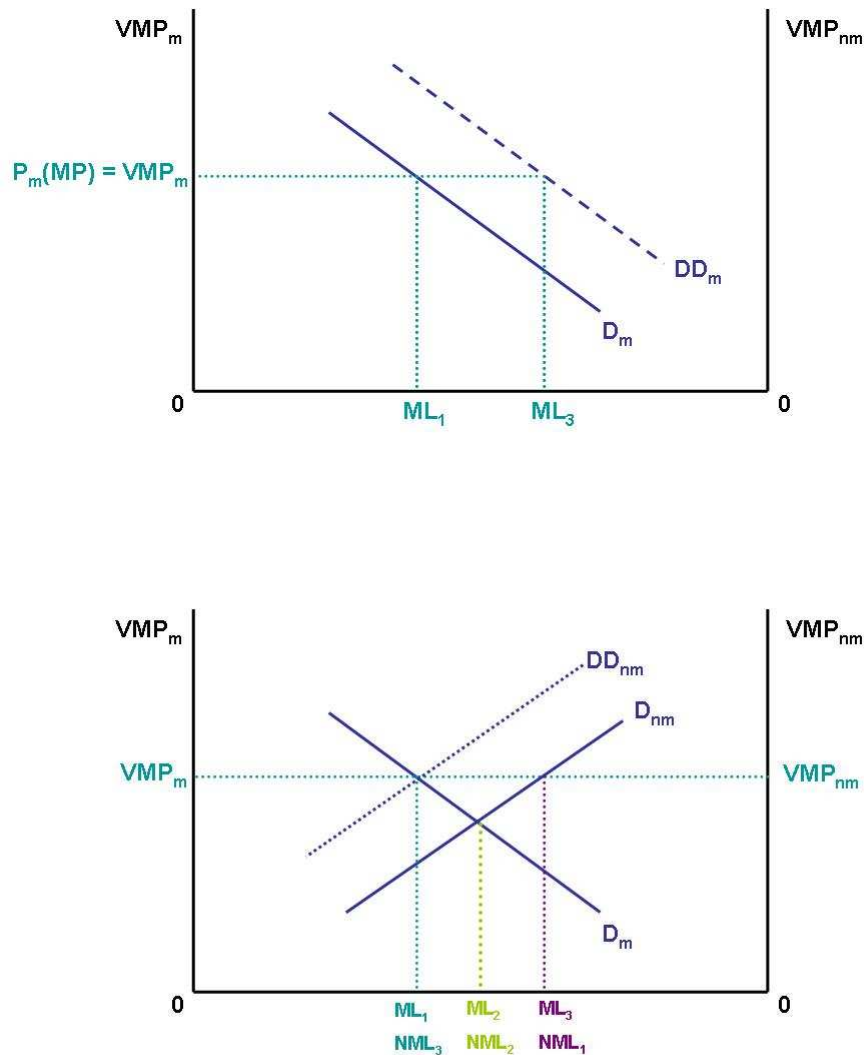 VMPm VMPnm
Pm(MP) = VMPm
DDm
Dm
0 0
ML1 ML3
VMPm VMPnm
DDnm
Dnm
VMPm VMPnm
Dm
0 0
ML1 ML2 ML3
NML3 NML2 NML1